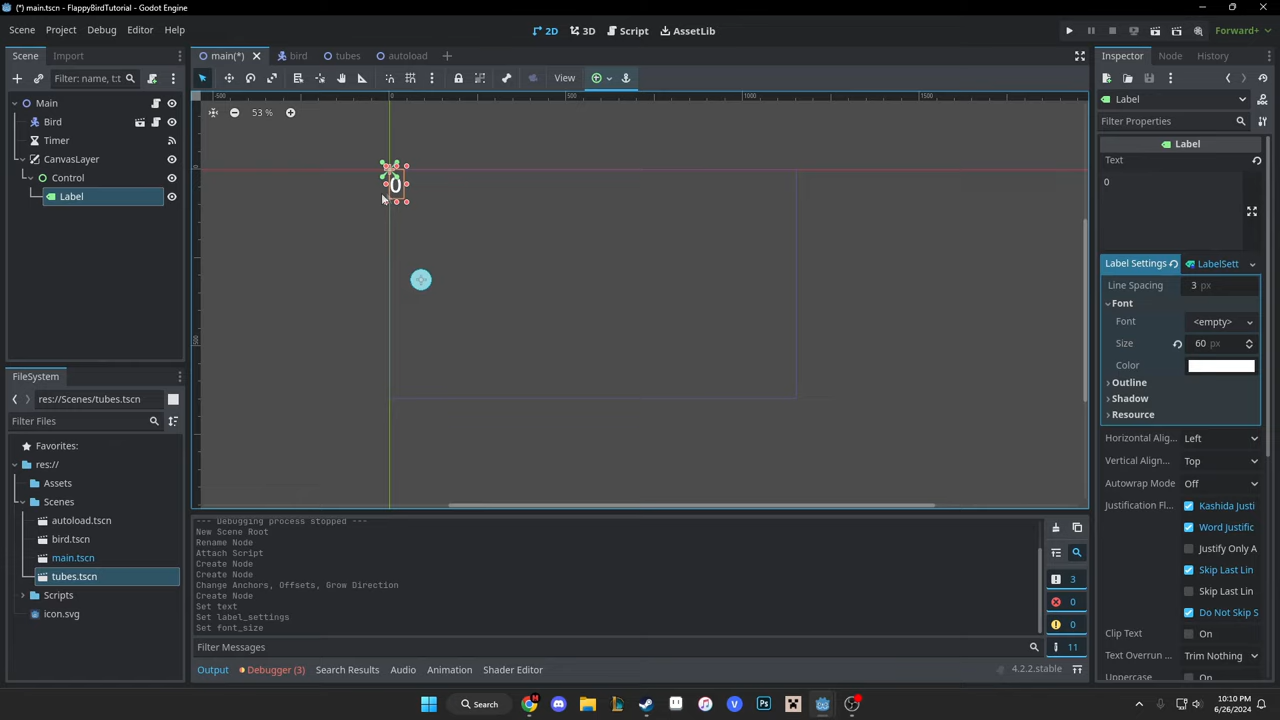 (*) main.tscn - FlappyBirdTutorial - Godot Engine
Scene Project Debug Editor Help
2D 3D Script AssetLib
Forward+
Scene Import
main(*) bird tubes autoload
Inspector Node History
Filter: name, t:t
View
Label
Filter Properties
-500 0 500 1000 1500
53 %
Main
Bird
Timer
CanvasLayer
Control
Label
0
0
500
Label
Text
0
Label Settings LabelSett
Line Spacing 3 px
Font
Font <empty>
Size 60 px
Color
Outline
Shadow
Resource
Horizontal Alig... Left
Vertical Align... Top
Autowrap Mode Off
Justification Fl... Kashida Justi
Word Justific
Justify Only A
Skip Last Lin
Skip Last Lin
Do Not Skip S
Clip Text On
Text Overrun ... Trim Nothing
Uppercase On
FileSystem
res://Scenes/tubes.tscn
Filter Files
Favorites:
res://
Assets
Scenes
autoload.tscn
bird.tscn
main.tscn
tubes.tscn
Scripts
icon.svg
--- Debugging process stopped ---
New Scene Root
Rename Node
Attach Script
Create Node
Create Node
Change Anchors, Offsets, Grow Direction
Create Node
Set text
Set label_settings
Set font_size
3
0
0
11
Filter Messages
Output Debugger (3) Search Results Audio Animation Shader Editor
4.2.2.stable
Search
10:10 PM
6/26/2024